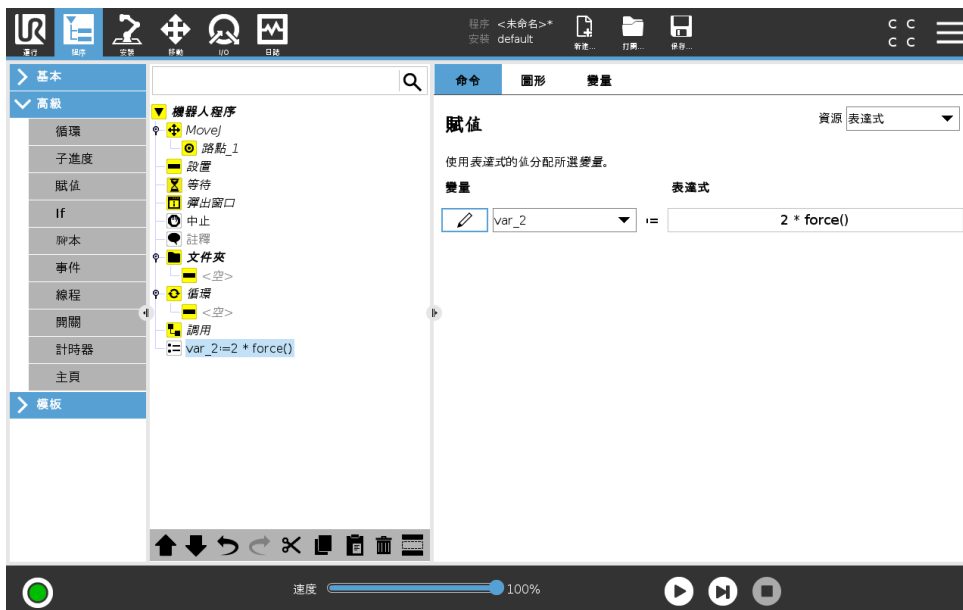 UR
運行
程序
安裝
移動
I/O
日誌
程序 <未命名>*
安裝 default
新建...
打開...
保存...
C C
C C
基本
高級
循環
子進度
賦值
If
腳本
事件
線程
開關
計時器
主頁
模板
機器人程序
MoveJ
路點_1
設置
等待
彈出窗口
中止
註釋
文件夾
<空>
循環
<空>
調用
var_2:=2 * force()
命令
圖形
變量
賦值
資源 表達式
使用表達式的值分配所選變量。
變量
表達式
var_2
:=
2 * force()
速度
100%